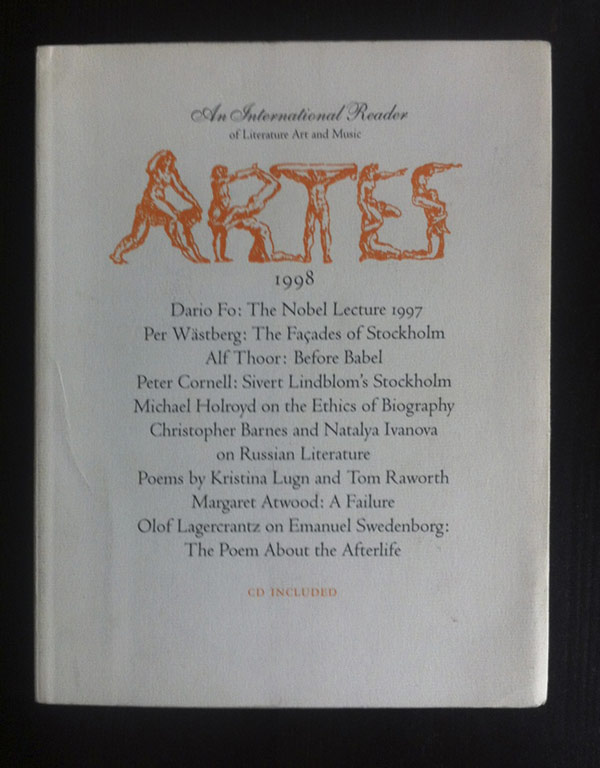 An International Reader
of Literature Art and Music
ARTES
1998
Dario Fo: The Nobel Lecture 1997
Per Wästberg: The Façades of Stockholm
Alf Thoor: Before Babel
Peter Cornell: Sivert Lindblom's Stockholm
Michael Holroyd on the Ethics of Biography
Christopher Barnes and Natalya Ivanova
on Russian Literature
Poems by Kristina Lugn and Tom Raworth
Margaret Atwood: A Failure
Olof Lagercrantz on Emanuel Swedenborg:
The Poem About the Afterlife
CD INCLUDED